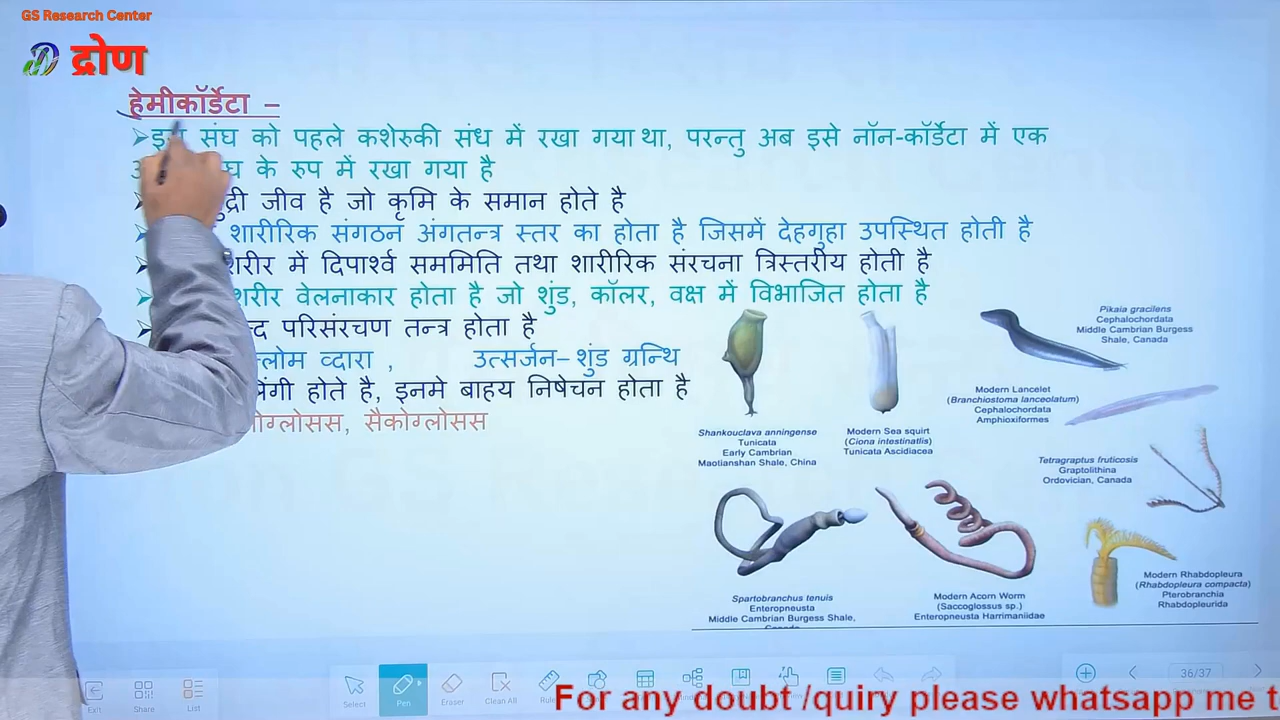 GS Research Center
द्रोण
हेमीकॉर्डेटा –
संघ को पहले कशेरुकी संध में रखा गया था, परन्तु अब इसे नॉन-कॉर्डेटा में एक
के रुप में रखा गया है
जीव है जो कृमि के समान होते है
शारीरिक संगठन अंगतन्त्र स्तर का होता है जिसमें देहगुहा उपस्थित होती है
में दिपार्श्व सममिति तथा शारीरिक संरचना त्रिस्तरीय होती है
शरीर वेलनाकार होता है जो शुंड, कॉलर, वक्ष में विभाजित होता है
परिसंरचण तन्त्र होता है
व्दारा , उत्सर्जन– शुंड ग्रन्थि
होते है, इनमे बाहय निषेचन होता है
सैकोग्लोसस
Pikaia gracilens
Cephalochordata
Middle Cambrian Burgess
Shale, Canada
Modern Lancelet
(Branchiostoma lanceolatum)
Cephalochordata
Amphioxiformes
Shankouclava anningense
Tunicata
Early Cambrian
Maotianshan Shale, China
Modern Sea squirt
(Ciona intestinatlis)
Tunicata Ascidiacea
Tetragraptus fruticosis
Graptolithina
Ordovician, Canada
Spartobranchus tenuis
Enteropneusta
Middle Cambrian Burgess Shale,
Canada
Modern Acorn Worm
(Saccoglossus sp.)
Enteropneusta Harrimaniidae
Modern Rhabdopleura
(Rhabdopleura compacta)
Pterobranchia
Rhabdopleurida
36/37
Exit
Share
List
Select
Pen
Eraser
Clean All
For any doubt /quiry please whatsapp me t